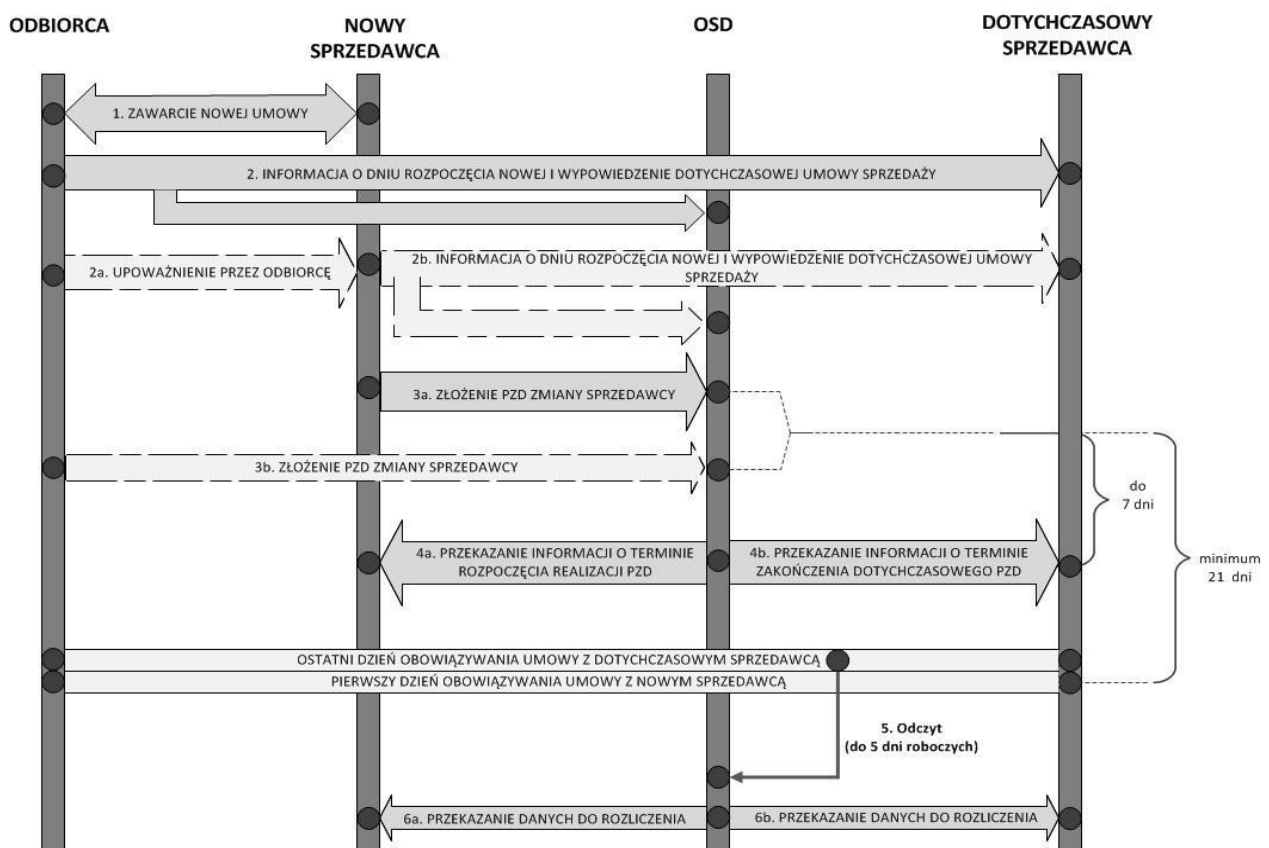 ODBIORCA
NOWY
SPRZEDAWCA
OSD
DOTYCHCZASOWY
SPRZEDAWCA
1. ZAWARCIE NOWEJ UMOWY
2. INFORMACJA O DNIU ROZPOCZĘCIA NOWEJ I WYPOWIEDZENIE DOTYCHCZASOWEJ UMOWY SPRZEDAŻY
2a. UPOWAŻNIENIE PRZEZ ODBIORCĘ
2b. INFORMACJA O DNIU ROZPOCZĘCIA NOWEJ I WYPOWIEDZENIE DOTYCHCZASOWEJ UMOWY
SPRZEDAŻY
3a. ZŁOŻENIE PZD ZMIANY SPRZEDAWCY
3b. ZŁOŻENIE PZD ZMIANY SPRZEDAWCY
do
7 dni
4a. PRZEKAZANIE INFORMACJI O TERMINIE
ROZPOCZĘCIA REALIZACJI PZD
4b. PRZEKAZANIE INFORMACJI O TERMINIE
ZAKOŃCZENIA DOTYCHCZASOWEGO PZD
minimum
21 dni
OSTATNI DZIEŃ OBOWIĄZYWANIA UMOWY Z DOTYCHCZASOWYM SPRZEDAWCĄ
PIERWSZY DZIEŃ OBOWIĄZYWANIA UMOWY Z NOWYM SPRZEDAWCĄ
5. Odczyt
(do 5 dni roboczych)
6a. PRZEKAZANIE DANYCH DO ROZLICZENIA
6b. PRZEKAZANIE DANYCH DO ROZLICZENIA